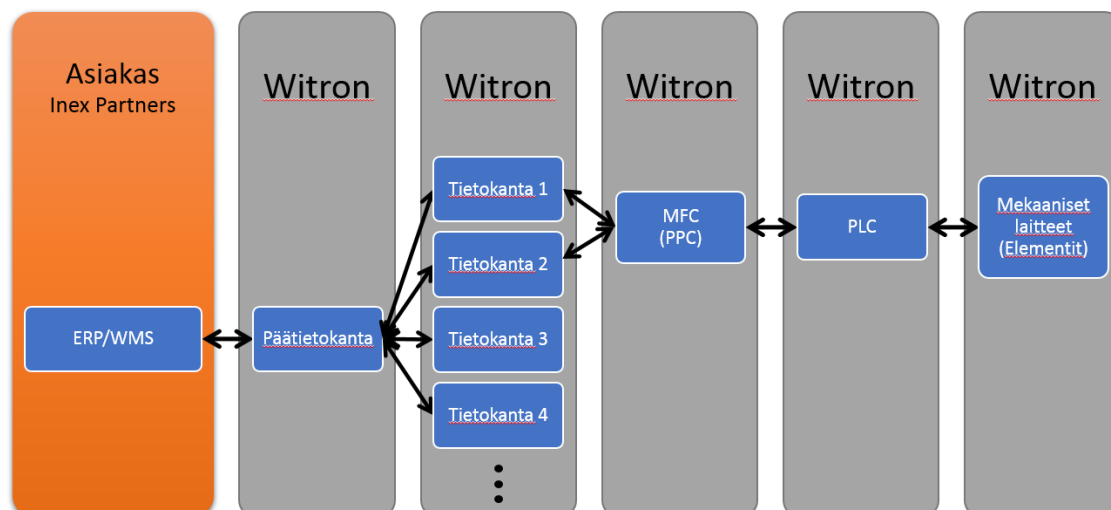 Asiakas
Inex Partners
ERP/WMS
Witron
Päätietokanta
Witron
Tietokanta 1
Tietokanta 2
Tietokanta 3
Tietokanta 4
Witron
MFC
(PPC)
Witron
PLC
Witron
Mekaaniset
laitteet
(Elementit)